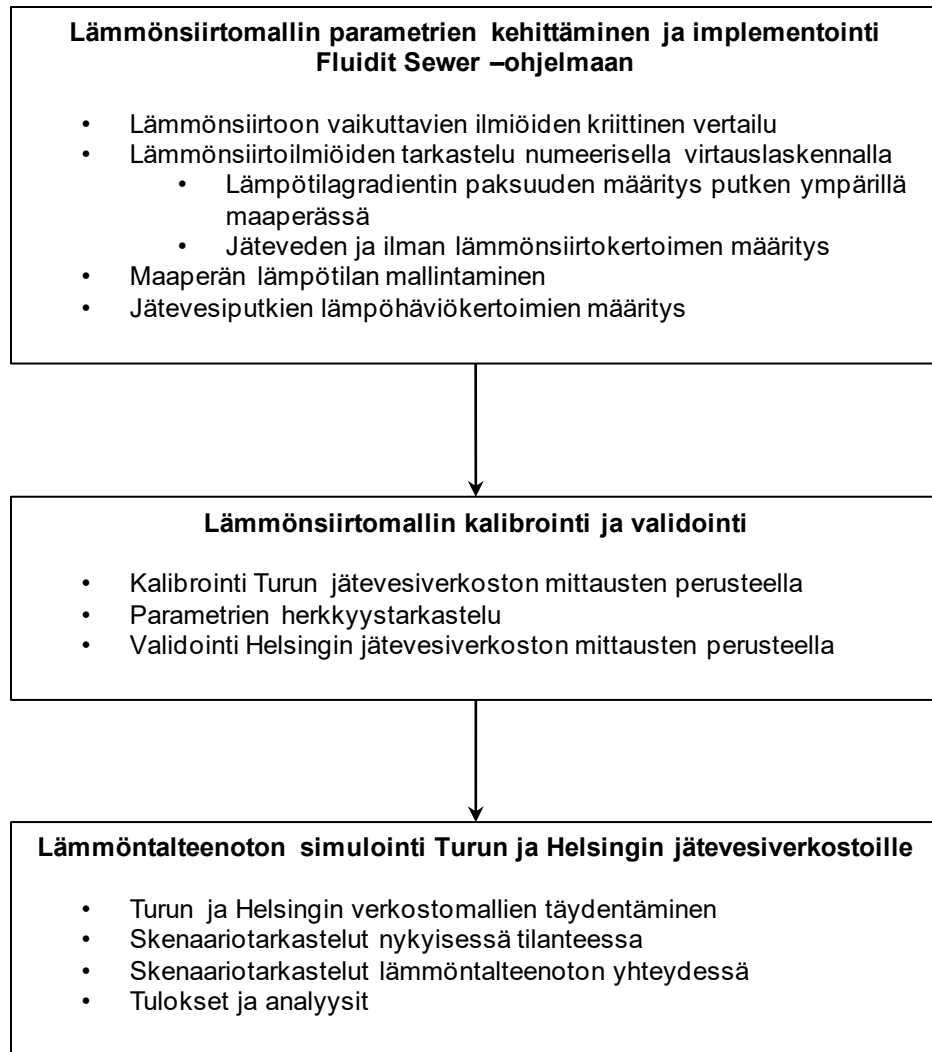 Lämmönsiirtomallin parametrien kehittäminen ja implementointi
Fluidit Sewer –ohjelmaan
• Lämmönsiirtoon vaikuttavien ilmiöiden kriittinen vertailu
• Lämmönsiirtoilmiöiden tarkastelu numeerisella virtauslaskennalla
• Lämpötilagradientin paksuuden määritys putken ympärillä
maaperässä
• Jäteveden ja ilman lämmönsiirtokertoimen määritys
• Maaperän lämpötilan mallintaminen
• Jätevesiputkien lämpöhäviökertoimien määritys
Lämmönsiirtomallin kalibrointi ja validointi
• Kalibrointi Turun jätevesiverkoston mittausten perusteella
• Parametrien herkkyystarkastelu
• Validointi Helsingin jätevesiverkoston mittausten perusteella
Lämmöntalteenoton simulointi Turun ja Helsingin jätevesiverkostoille
• Turun ja Helsingin verkostomallien täydentäminen
• Skenaariotarkastelut nykyisessä tilanteessa
• Skenaariotarkastelut lämmöntalteenoton yhteydessä
• Tulokset ja analyysit